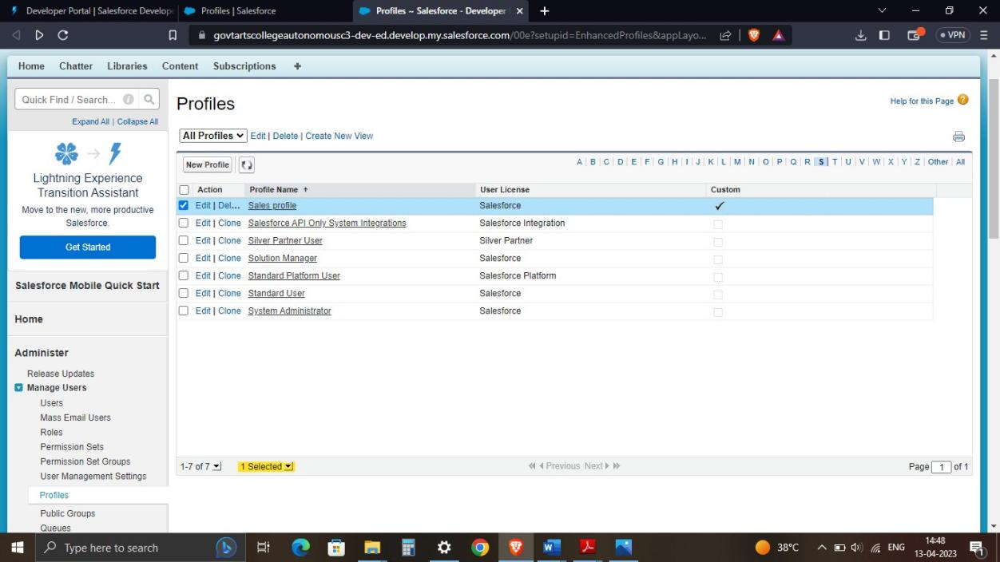 Developer Portal | Salesforce Develope
Profiles | Salesforce
Profiles ~ Salesforce - Developer
govtartscollegeautonomousc3-dev-ed.develop.my.salesforce.com/00e?setupid=EnhancedProfiles&appLayo...
VPN
Home Chatter Libraries Content Subscriptions +
Quick Find / Search...
Expand All | Collapse All
Lightning Experience
Transition Assistant
Move to the new, more productive
Salesforce.
Get Started
Salesforce Mobile Quick Start
Home
Administer
Release Updates
Manage Users
Users
Mass Email Users
Roles
Permission Sets
Permission Set Groups
User Management Settings
Profiles
Public Groups
Queues
Profiles
Help for this Page ?
All Profiles Edit | Delete | Create New View
New Profile
A | B | C | D | E | F | G | H | I | J | K | L | M | N | O | P | Q | R | S | T | U | V | W | X | Y | Z | Other | All
Action Profile Name User License Custom
Edit | Del... Sales profile Salesforce ✓
Edit | Clone Salesforce API Only System Integrations Salesforce Integration
Edit | Clone Silver Partner User Silver Partner
Edit | Clone Solution Manager Salesforce
Edit | Clone Standard Platform User Salesforce Platform
Edit | Clone Standard User Salesforce
Edit | Clone System Administrator Salesforce
1-7 of 7 1 Selected Previous Next Page 1 of 1
Type here to search
38°C
ENG
14:48
13-04-2023
1